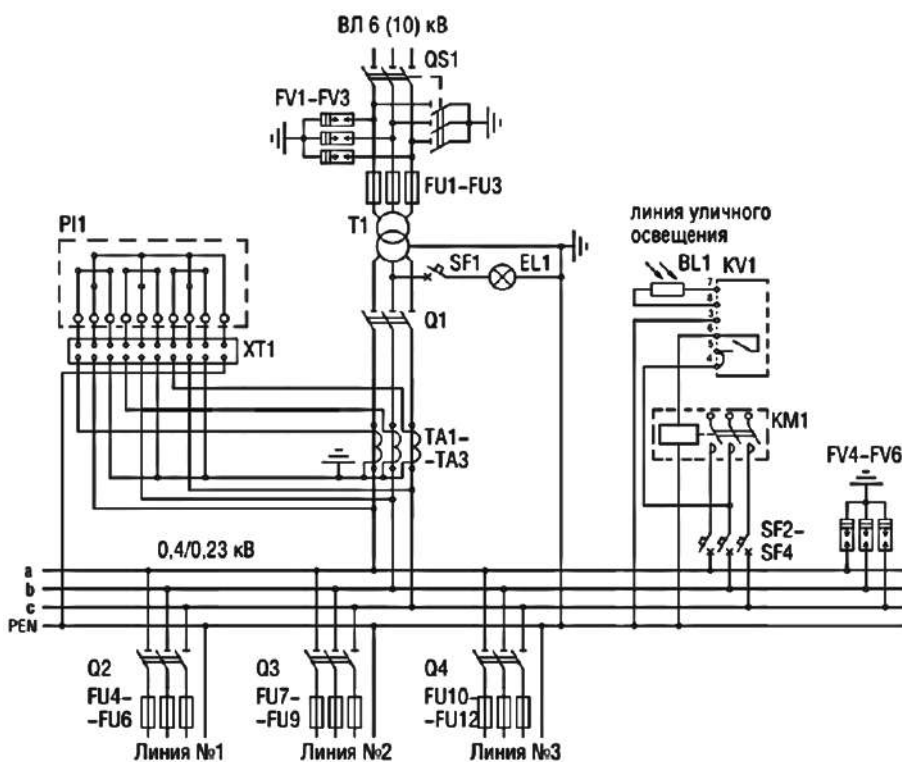 ВЛ 6 (10) кВ
QS1
FV1-FV3
FU1-FU3
T1
линия уличного
освещения
PI1
SF1
EL1
BL1
KV1
7
8
3
6
5
4
Q1
XT1
KM1
TA1-
-TA3
FV4-FV6
SF2-
SF4
0,4/0,23 кВ
a
b
c
PEN
Q2
Q3
Q4
FU4-
-FU6
FU7-
-FU9
FU10-
-FU12
Линия №1
Линия №2
Линия №3